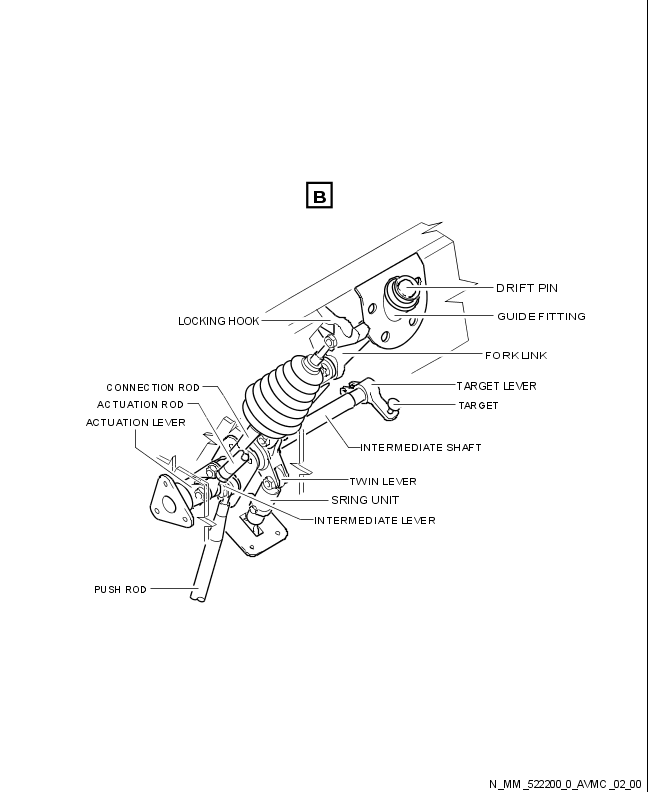 B
DRIFT PIN
GUIDE FITTING
LOCKING HOOK
FORK LINK
CONNECTION ROD
TARGET LEVER
ACTUATION ROD
TARGET
ACTUATION LEVER
INTERMEDIATE SHAFT
TWIN LEVER
SRING UNIT
INTERMEDIATE LEVER
PUSH ROD
N_MM_522200_0_AVMC_02_00